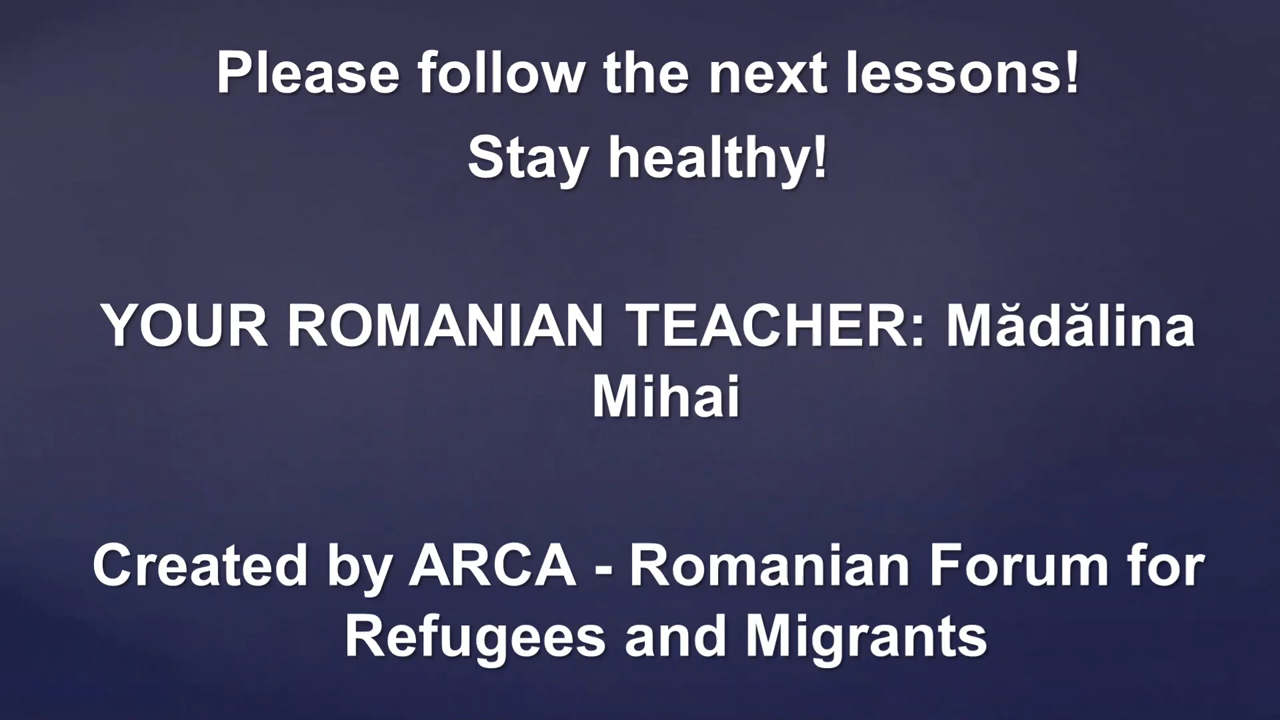 Please follow the next lessons!
Stay healthy!
YOUR ROMANIAN TEACHER: Mădălina
Mihai
Created by ARCA - Romanian Forum for
Refugees and Migrants